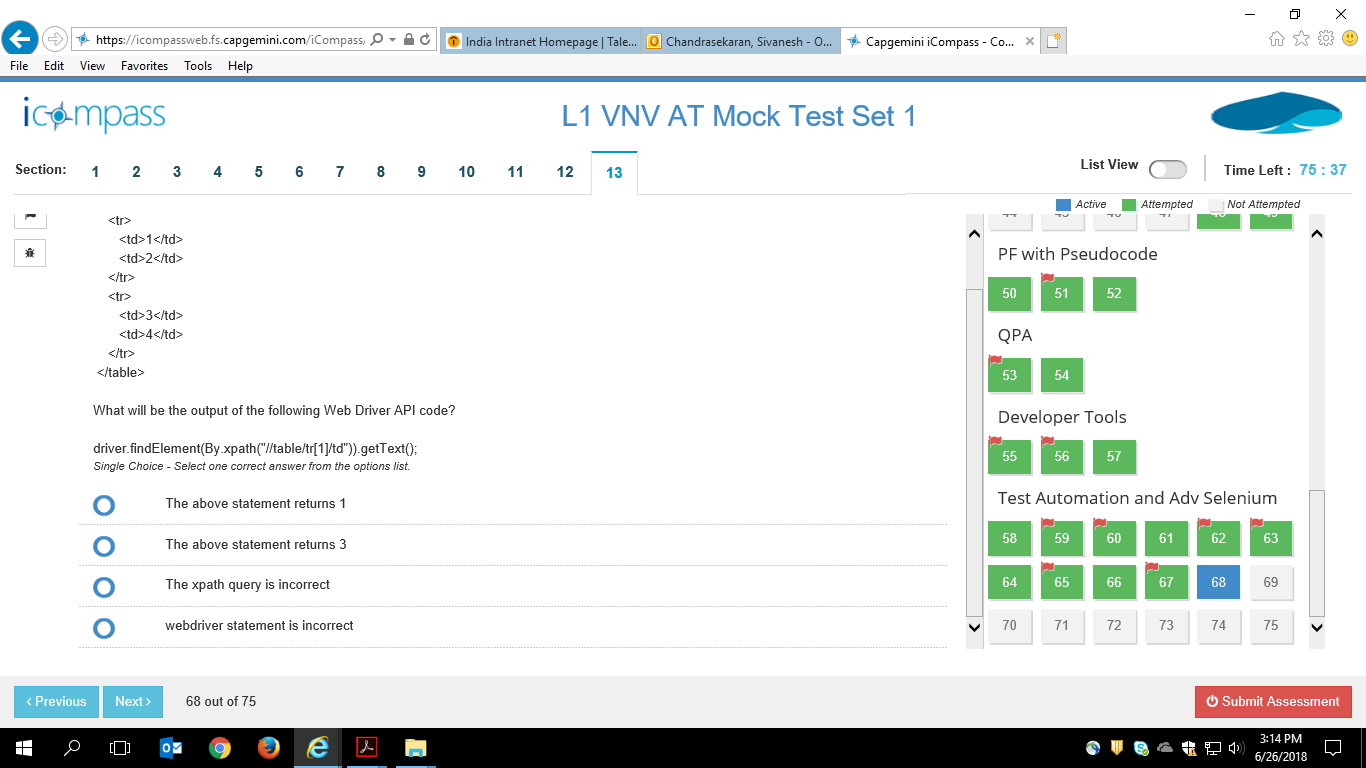 https://icompassweb.fs.capgemini.com/iCompass,
India Intranet Homepage | Tale...
Chandrasekaran, Sivanesh - O...
Capgemini iCompass - Co...
File Edit View Favorites Tools Help
icompass
L1 VNV AT Mock Test Set 1
Section: 1 2 3 4 5 6 7 8 9 10 11 12 13
List View
Time Left : 75 : 37
Active Attempted Not Attempted
<tr>
<td>1</td>
<td>2</td>
</tr>
<tr>
<td>3</td>
<td>4</td>
</tr>
</table>
What will be the output of the following Web Driver API code?
driver.findElement(By.xpath("//table/tr[1]/td")).getText();
Single Choice - Select one correct answer from the options list.
The above statement returns 1
The above statement returns 3
The xpath query is incorrect
webdriver statement is incorrect
44 45 46 47 48 49
PF with Pseudocode
50 51 52
QPA
53 54
Developer Tools
55 56 57
Test Automation and Adv Selenium
58 59 60 61 62 63
64 65 66 67 68 69
70 71 72 73 74 75
‹ Previous
Next ›
68 out of 75
Submit Assessment
3:14 PM
6/26/2018